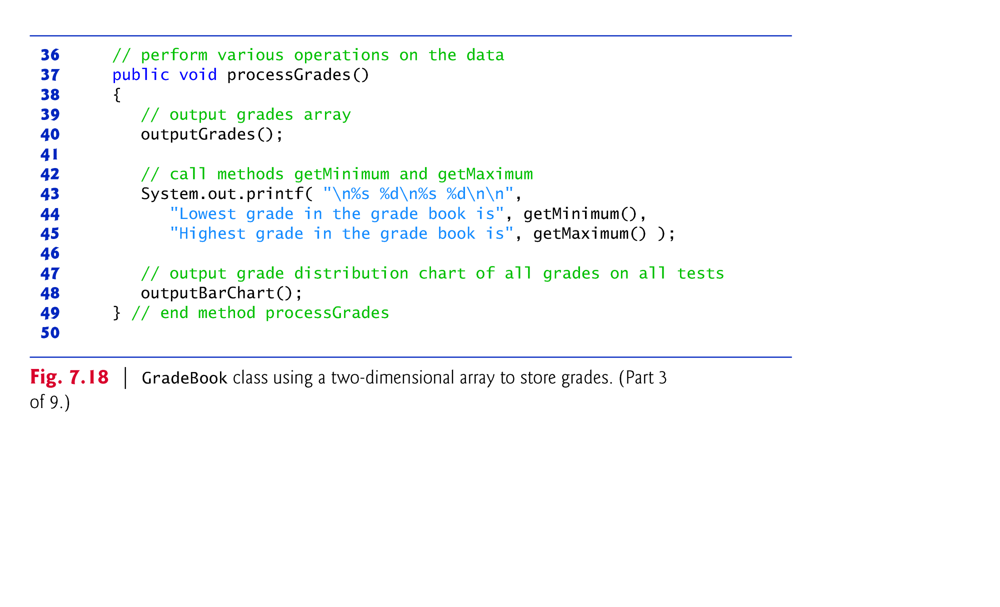 36 // perform various operations on the data
37 public void processGrades()
38 {
39 // output grades array
40 outputGrades();
41
42 // call methods getMinimum and getMaximum
43 System.out.printf( "\n%s %d\n%s %d\n\n",
44 "Lowest grade in the grade book is", getMinimum(),
45 "Highest grade in the grade book is", getMaximum() );
46
47 // output grade distribution chart of all grades on all tests
48 outputBarChart();
49 } // end method processGrades
50
Fig. 7.18 | GradeBook class using a two-dimensional array to store grades. (Part 3
of 9.)